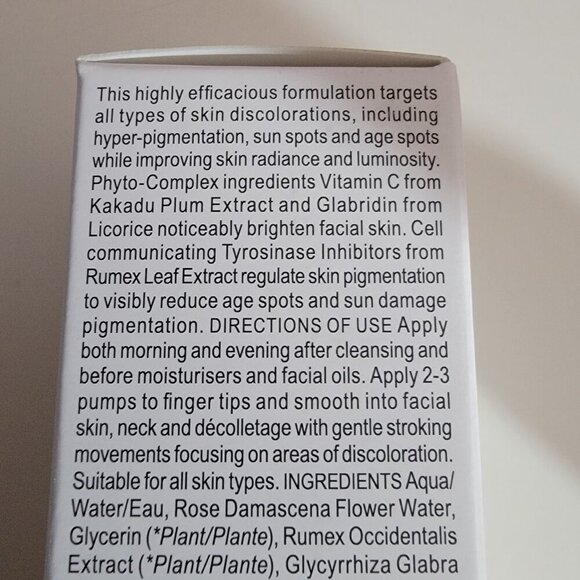 This highly efficacious formulation targets
all types of skin discolorations, including
hyper-pigmentation, sun spots and age spots
while improving skin radiance and luminosity.
Phyto-Complex ingredients Vitamin C from
Kakadu Plum Extract and Glabridin from
Licorice noticeably brighten facial skin. Cell
communicating Tyrosinase Inhibitors from
Rumex Leaf Extract regulate skin pigmentation
to visibly reduce age spots and sun damage
pigmentation. DIRECTIONS OF USE Apply
both morning and evening after cleansing and
before moisturisers and facial oils. Apply 2-3
pumps to finger tips and smooth into facial
skin, neck and décolletage with gentle stroking
movements focusing on areas of discoloration.
Suitable for all skin types. INGREDIENTS Aqua/
Water/Eau, Rose Damascena Flower Water,
Glycerin (*Plant/Plante), Rumex Occidentalis
Extract (*Plant/Plante), Glycyrrhiza Glabra